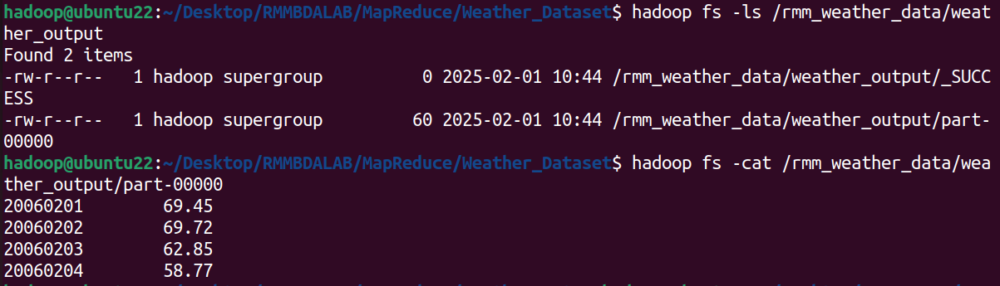 hadoop@ubuntu22:~/Desktop/RMMBDALAB/MapReduce/Weather_Dataset$ hadoop fs -ls /rmm_weather_data/weat
her_output
Found 2 items
-rw-r--r--   1 hadoop supergroup          0 2025-02-01 10:44 /rmm_weather_data/weather_output/_SUCC
ESS
-rw-r--r--   1 hadoop supergroup         60 2025-02-01 10:44 /rmm_weather_data/weather_output/part-
00000
hadoop@ubuntu22:~/Desktop/RMMBDALAB/MapReduce/Weather_Dataset$ hadoop fs -cat /rmm_weather_data/wea
ther_output/part-00000
20060201        69.45
20060202        69.72
20060203        62.85
20060204        58.77